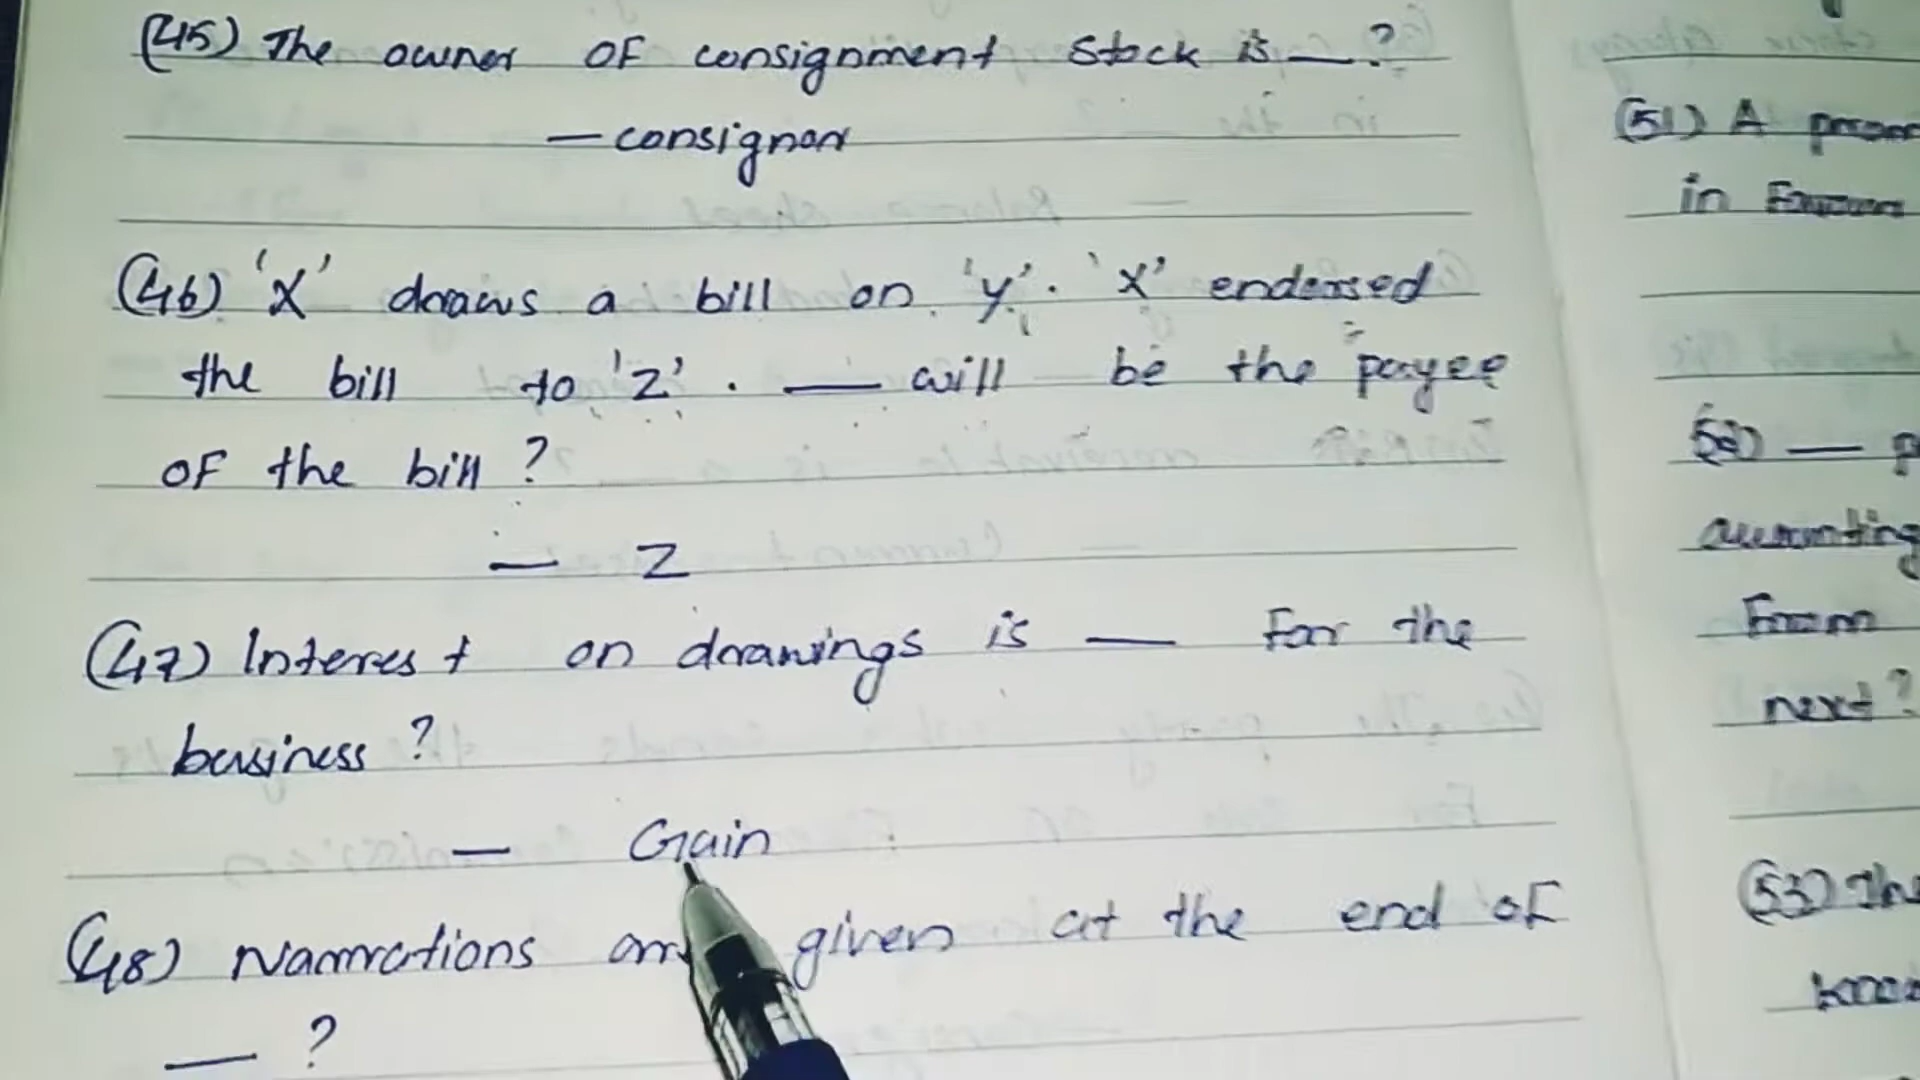 (45) The owner OF consignment Stock is — ?
— consignor
(46) 'X' draws a bill on 'y'. 'X' endorsed
the bill to 'Z'. — will be the payee
OF the bill ?
— Z
(47) Interest on drawings is — For the
business ?
— Gain
(48) Narrations are given at the end of
— ?
(51) A
in
(52) —
accounting
From
next?
(53) The